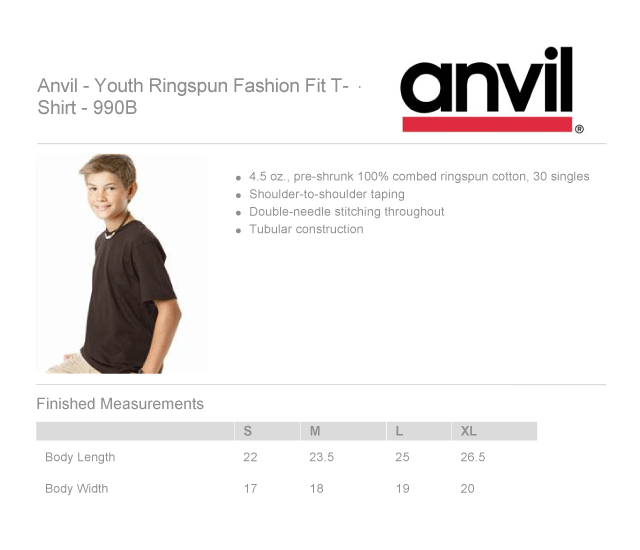 Anvil - Youth Ringspun Fashion Fit T-
Shirt - 990B
anvil®
4.5 oz., pre-shrunk 100% combed ringspun cotton, 30 singles
Shoulder-to-shoulder taping
Double-needle stitching throughout
Tubular construction
Finished Measurements
S M L XL
Body Length 22 23.5 25 26.5
Body Width 17 18 19 20